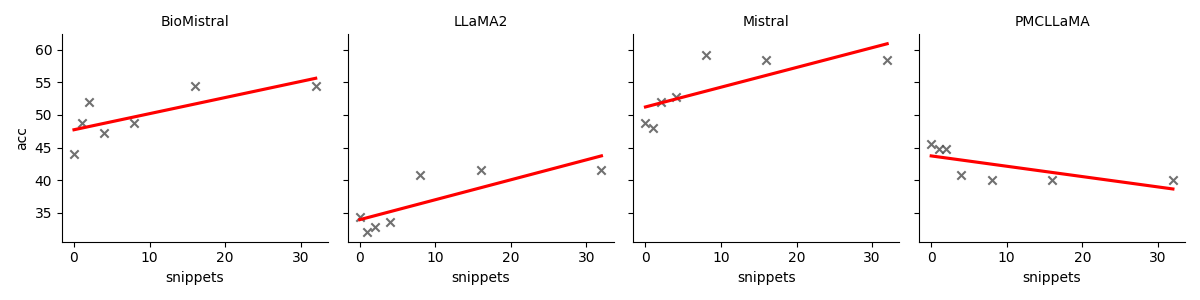 BioMistral
LLaMA2
Mistral
PMCLLaMA
acc
60
55
50
45
40
35
0 10 20 30
0 10 20 30
0 10 20 30
0 10 20 30
snippets
snippets
snippets
snippets